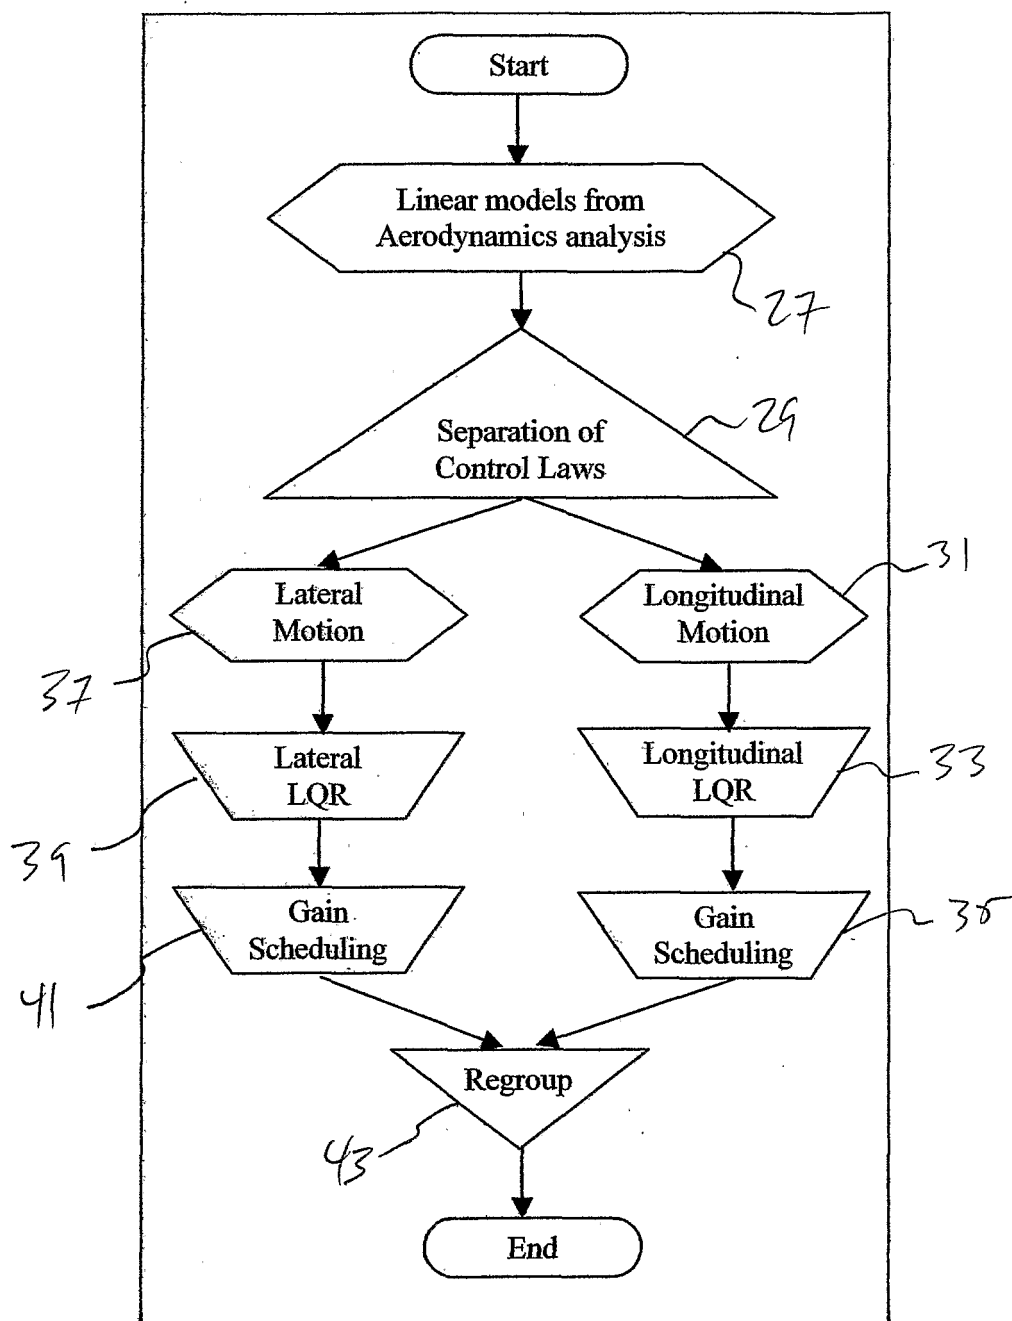 Start
Linear models from
Aerodynamics analysis
27
Separation of
Control Laws
29
Lateral
Motion
37
Longitudinal
Motion
31
Lateral
LQR
39
Longitudinal
LQR
33
Gain
Scheduling
41
Gain
Scheduling
35
Regroup
43
End